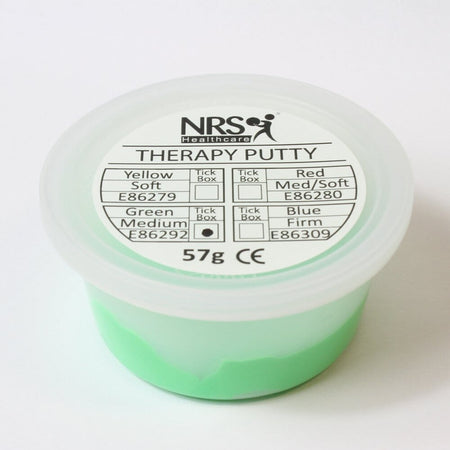 NRS
Healthcare
THERAPY PUTTY
Yellow
Soft
E86279
Tick
Box
Red
Med/Soft
E86280
Tick
Box
Green
Medium
E86292
Tick
Box
Blue
Firm
E86309
Tick
Box
57g CE